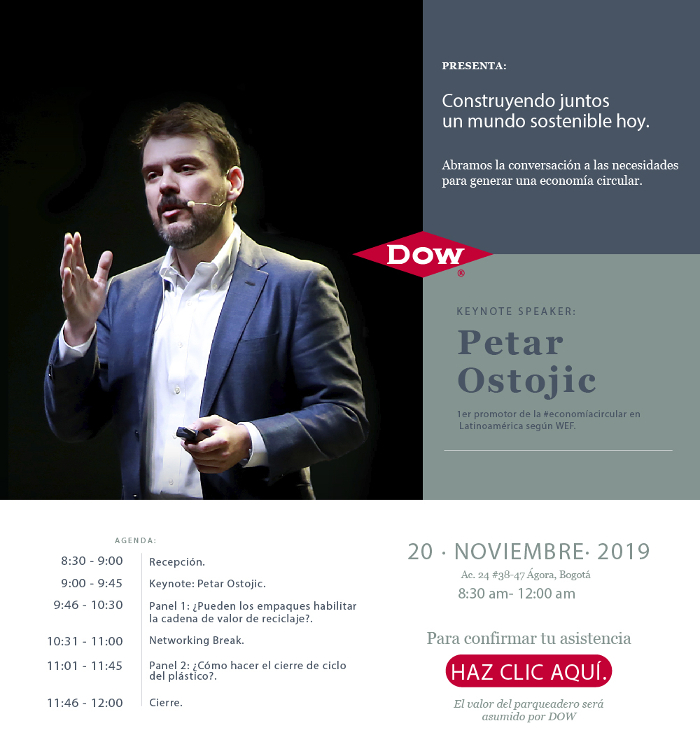 PRESENTA:
Construyendo juntos
un mundo sostenible hoy.
Abramos la conversación a las necesidades
para generar una economía circular.
DOW
®
KEYNOTE SPEAKER:
Petar
Ostojic
1er promotor de la #economíacircular en
Latinoamérica según WEF.
AGENDA:
8:30 - 9:00 Recepción.
9:00 - 9:45 Keynote: Petar Ostojic.
9:46 - 10:30 Panel 1: ¿Pueden los empaques habilitar
la cadena de valor de reciclaje?.
10:31 - 11:00 Networking Break.
11:01 - 11:45 Panel 2: ¿Cómo hacer el cierre de ciclo
del plástico?.
11:46 - 12:00 Cierre.
20 · NOVIEMBRE· 2019
Ac. 24 #38-47 Ágora, Bogotá
8:30 am- 12:00 am
Para confirmar tu asistencia
HAZ CLIC AQUÍ.
El valor del parqueadero será
asumido por DOW